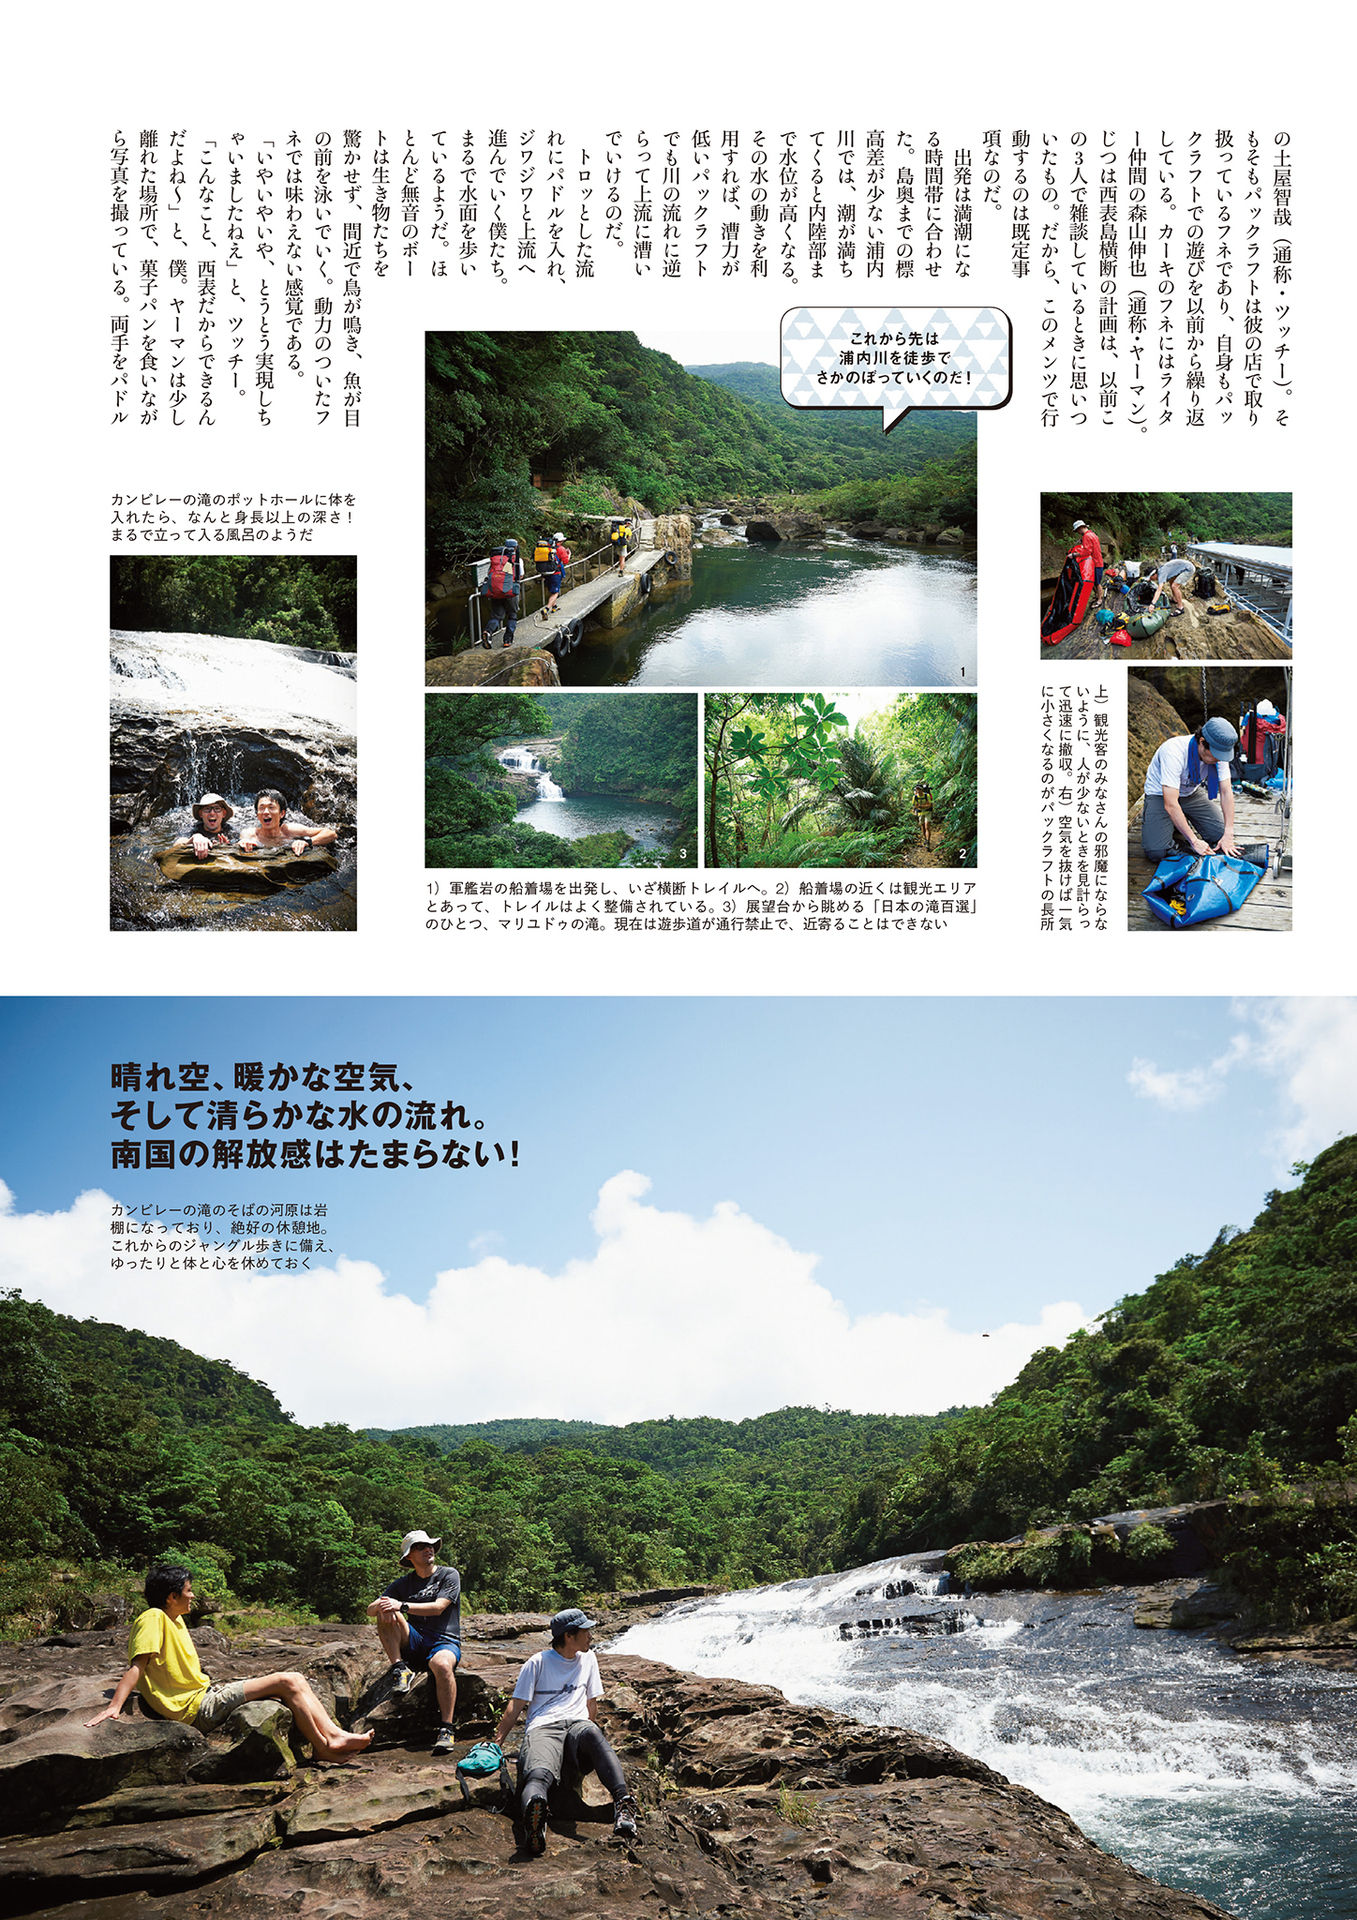 の土屋智哉（通称・ツッチー）。そ
もそもパックラフトは彼の店で取り
扱っているフネであり、自身もパッ
クラフトでの遊びを以前から繰り返
している。カーキのフネにはライタ
ー仲間の森山伸也（通称・ヤーマン）。
じつは西表島横断の計画は、以前こ
の3人で雑談しているときに思いつ
いたもの。だから、このメンツで行
動するのは既定事
項なのだ。
出発は満潮にな
る時間帯に合わせ
た。島奥までの標
高差が少ない浦内
川では、潮が満ち
てくると内陸部ま
で水位が高くなる。
その水の動きを利
用すれば、漕力が
低いパックラフト
でも川の流れに逆
らって上流に漕い
でいけるのだ。
トロッとした流
れにパドルを入れ、
ジワジワと上流へ
進んでいく僕たち。
まるで水面を歩い
ているようだ。ほ
とんど無音のボー
トは生き物たちを
驚かせず、間近で鳥が鳴き、魚が目
の前を泳いでいく。動力のついたフ
ネでは味わえない感覚である。
「いやいやいや、とうとう実現しち
ゃいましたねえ」と、ツッチー。
「こんなこと、西表だからできるん
だよね〜」と、僕。ヤーマンは少し
離れた場所で、菓子パンを食いなが
ら写真を撮っている。両手をパドル
これから先は
浦内川を徒歩で
さかのぼっていくのだ！
上）観光客のみなさんの邪魔にならな
いように、人が少ないときを見計らっ
て迅速に撤収。右）空気を抜けば一気
に小さくなるのがパックラフトの長所
1
3
2
1）軍艦岩の船着場を出発し、いざ横断トレイルへ。2）船着場の近くは観光エリア
とあって、トレイルはよく整備されている。3）展望台から眺める「日本の滝百選」
のひとつ、マリユドゥの滝。現在は遊歩道が通行禁止で、近寄ることはできない
カンビレーの滝のポットホールに体を
入れたら、なんと身長以上の深さ！
まるで立って入る風呂のようだ
晴れ空、暖かな空気、
そして清らかな水の流れ。
南国の解放感はたまらない！
カンビレーの滝のそばの河原は岩
棚になっており、絶好の休憩地。
これからのジャングル歩きに備え、
ゆったりと体と心を休めておく